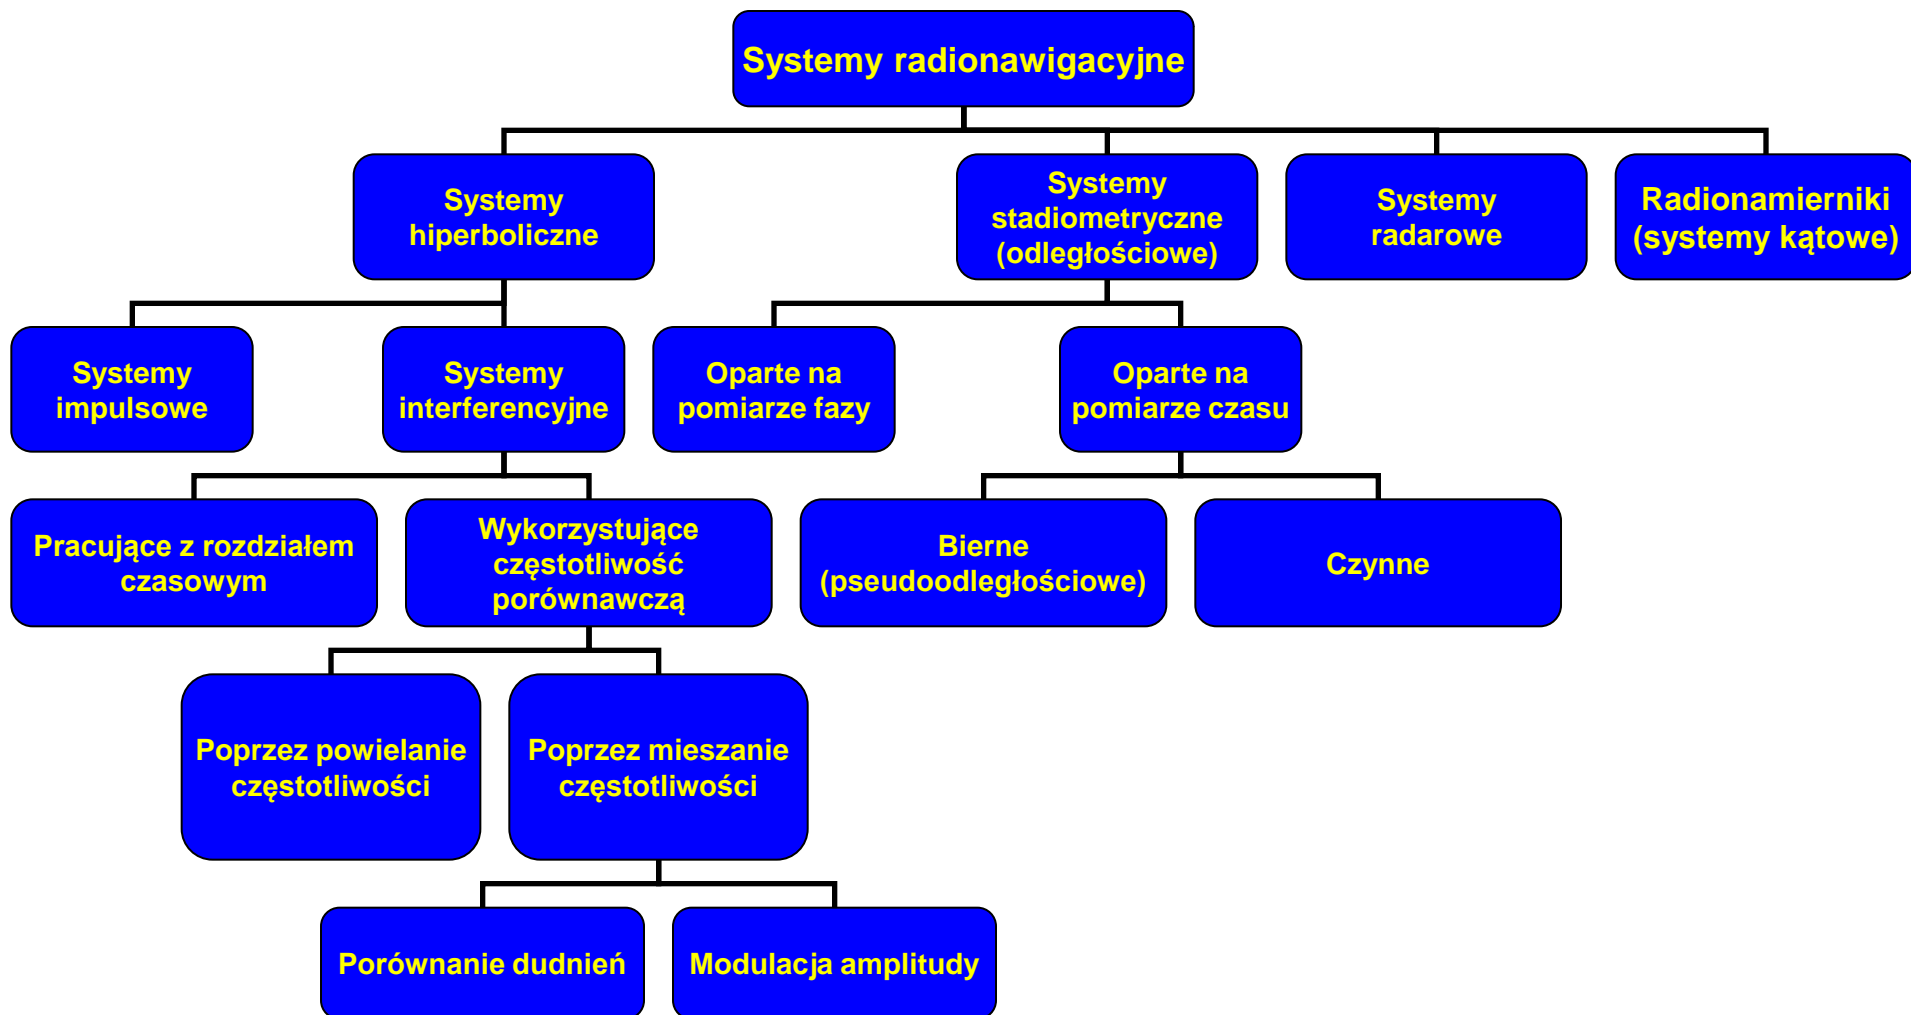 Systemy radionawigacyjne
Systemy
hiperboliczne
Systemy
stadiometryczne
(odległościowe)
Systemy
radarowe
Radionamierniki
(systemy kątowe)
Systemy
impulsowe
Systemy
interferencyjne
Oparte na
pomiarze fazy
Oparte na
pomiarze czasu
Pracujące z rozdziałem
czasowym
Wykorzystujące
częstotliwość
porównawczą
Bierne
(pseudoodległościowe)
Czynne
Poprzez powielanie
częstotliwości
Poprzez mieszanie
częstotliwości
Porównanie dudnień
Modulacja amplitudy